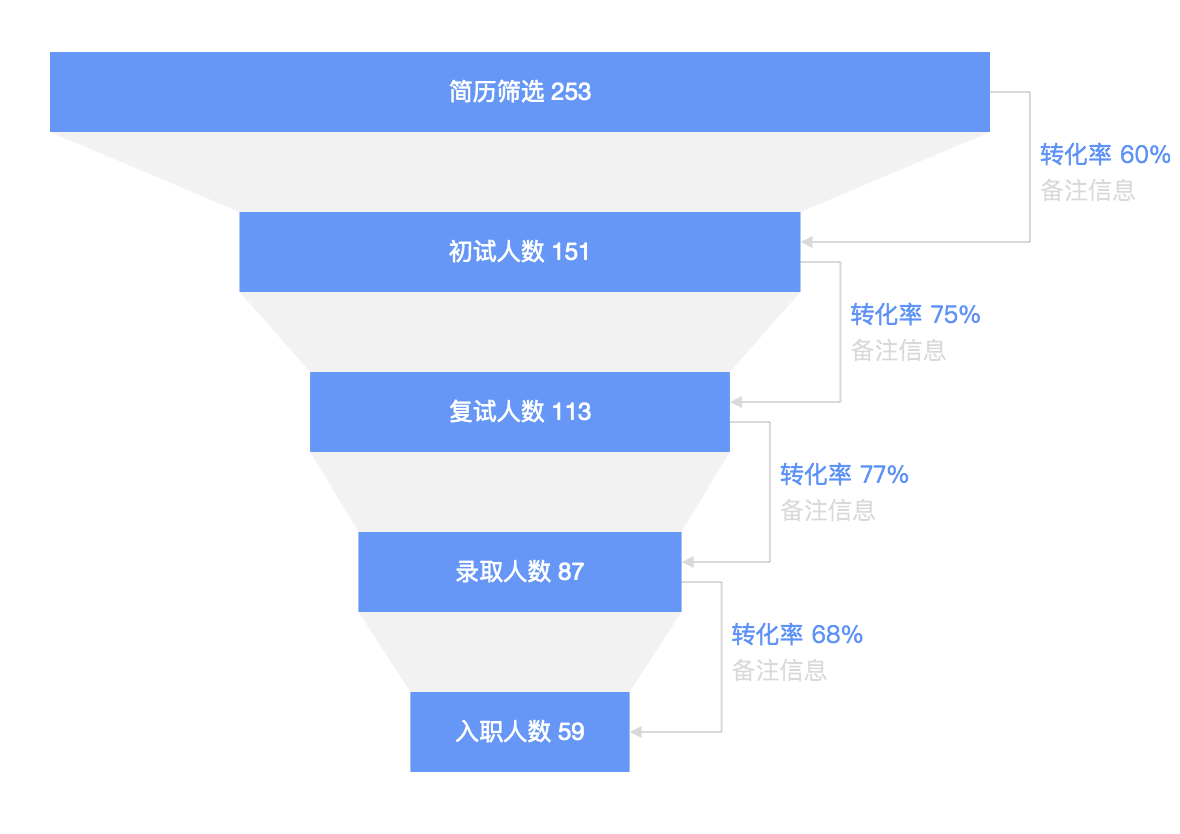 简历筛选 253
转化率 60%
备注信息
初试人数 151
转化率 75%
备注信息
复试人数 113
转化率 77%
备注信息
录取人数 87
转化率 68%
备注信息
入职人数 59